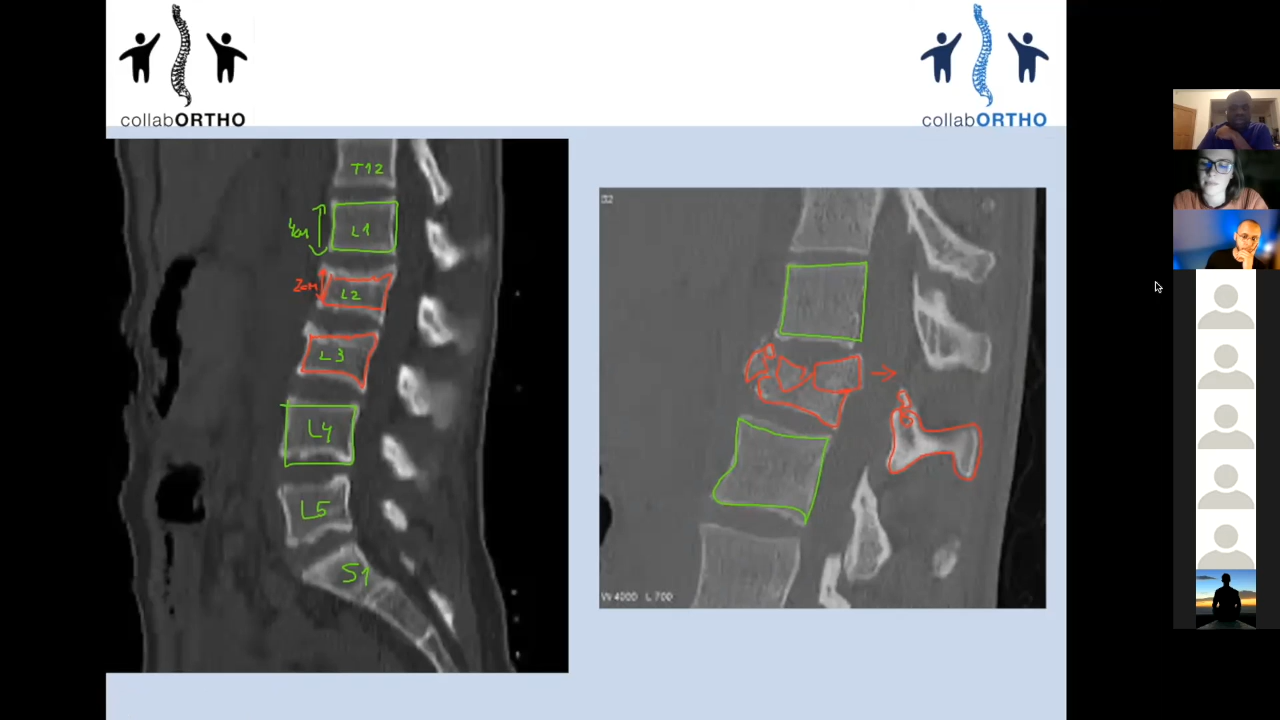 collabORTHO
collabORTHO
T12
4cm
L1
2cm
L2
L3
L4
L5
S1
W 4000 L 700